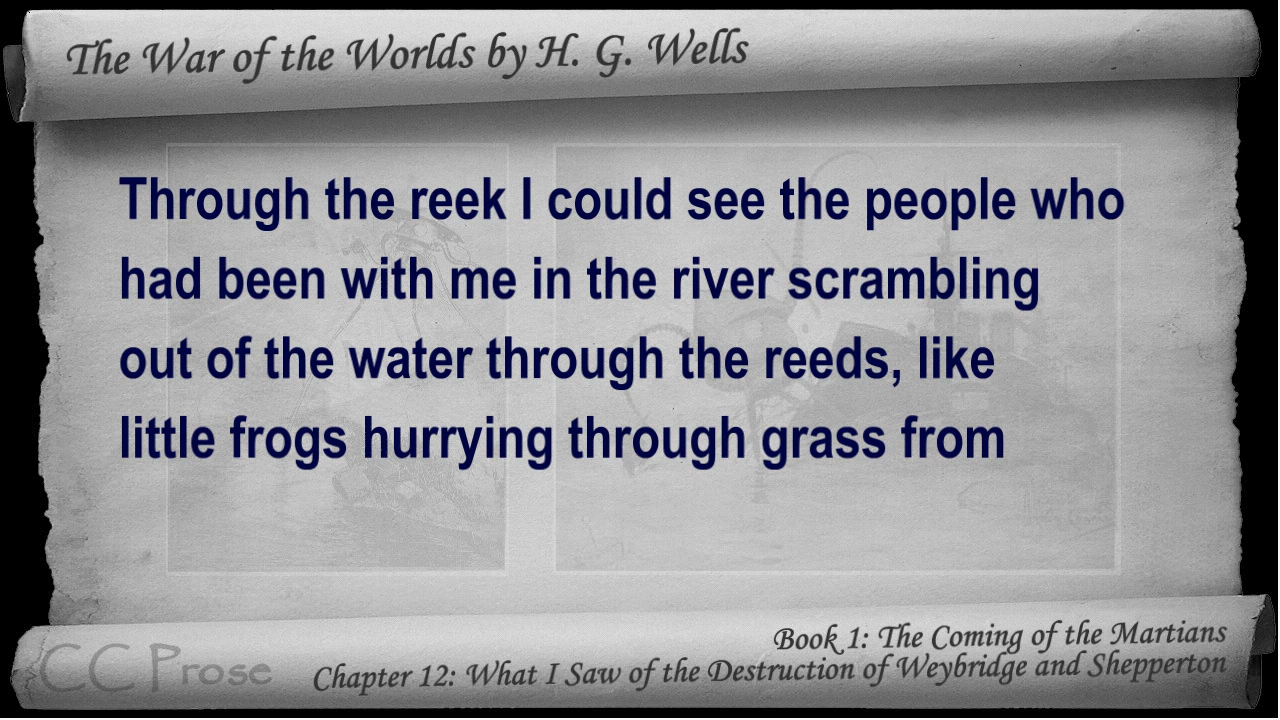 The War of the Worlds by H. G. Wells
Through the reek I could see the people who
had been with me in the river scrambling
out of the water through the reeds, like
little frogs hurrying through grass from
Book 1: The Coming of the Martians
CC Prose
Chapter 12: What I Saw of the Destruction of Weybridge and Shepperton